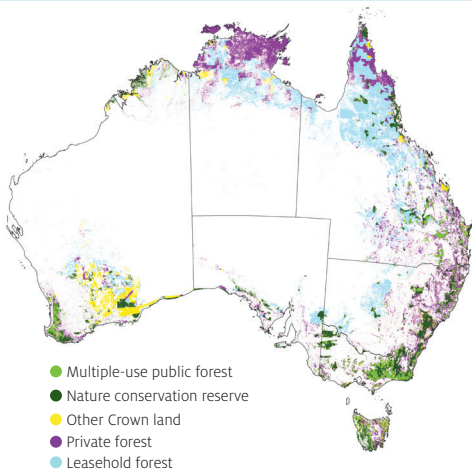 Multiple-use public forest
Nature conservation reserve
Other Crown land
Private forest
Leasehold forest